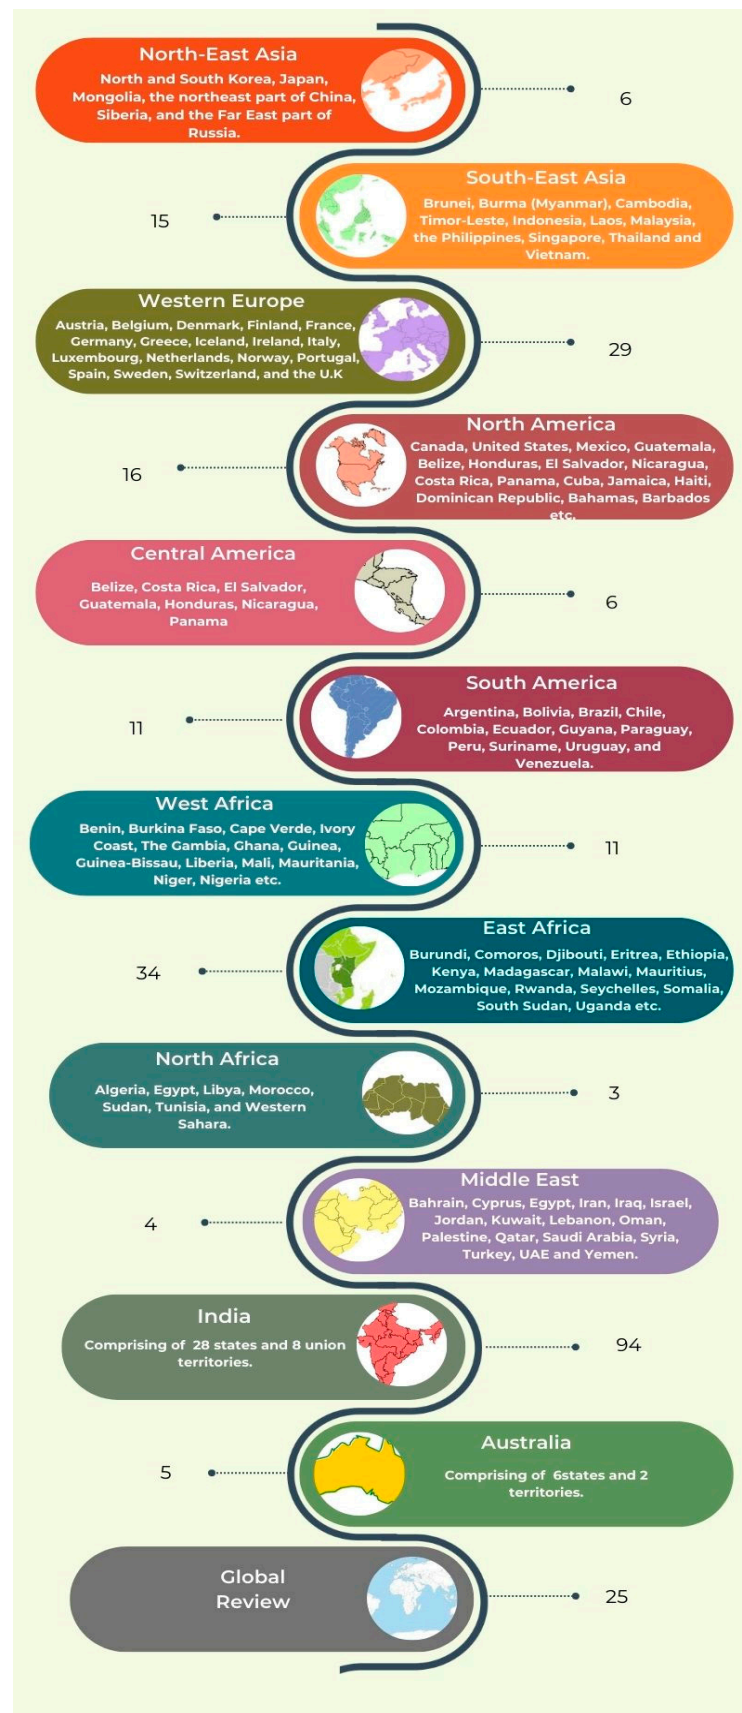 North-East Asia
North and South Korea, Japan,
Mongolia, the northeast part of China,
Siberia, and the Far East part of
Russia.
6
South-East Asia
Brunei, Burma (Myanmar), Cambodia,
Timor-Leste, Indonesia, Laos, Malaysia,
the Philippines, Singapore, Thailand and
Vietnam.
15
Western Europe
Austria, Belgium, Denmark, Finland, France,
Germany, Greece, Iceland, Ireland, Italy,
Luxembourg, Netherlands, Norway, Portugal,
Spain, Sweden, Switzerland, and the U.K
29
North America
Canada, United States, Mexico, Guatemala,
Belize, Honduras, El Salvador, Nicaragua,
Costa Rica, Panama, Cuba, Jamaica, Haiti,
Dominican Republic, Bahamas, Barbados
etc.
16
Central America
Belize, Costa Rica, El Salvador,
Guatemala, Honduras, Nicaragua,
Panama
6
South America
Argentina, Bolivia, Brazil, Chile,
Colombia, Ecuador, Guyana, Paraguay,
Peru, Suriname, Uruguay, and
Venezuela.
11
West Africa
Benin, Burkina Faso, Cape Verde, Ivory
Coast, The Gambia, Ghana, Guinea,
Guinea-Bissau, Liberia, Mali, Mauritania,
Niger, Nigeria etc.
11
East Africa
Burundi, Comoros, Djibouti, Eritrea, Ethiopia,
Kenya, Madagascar, Malawi, Mauritius,
Mozambique, Rwanda, Seychelles, Somalia,
South Sudan, Uganda etc.
34
North Africa
Algeria, Egypt, Libya, Morocco,
Sudan, Tunisia, and Western
Sahara.
3
Middle East
Bahrain, Cyprus, Egypt, Iran, Iraq, Israel,
Jordan, Kuwait, Lebanon, Oman,
Palestine, Qatar, Saudi Arabia, Syria,
Turkey, UAE and Yemen.
4
India
Comprising of 28 states and 8 union
territories.
94
Australia
Comprising of 6states and 2
territories.
5
Global
Review
25